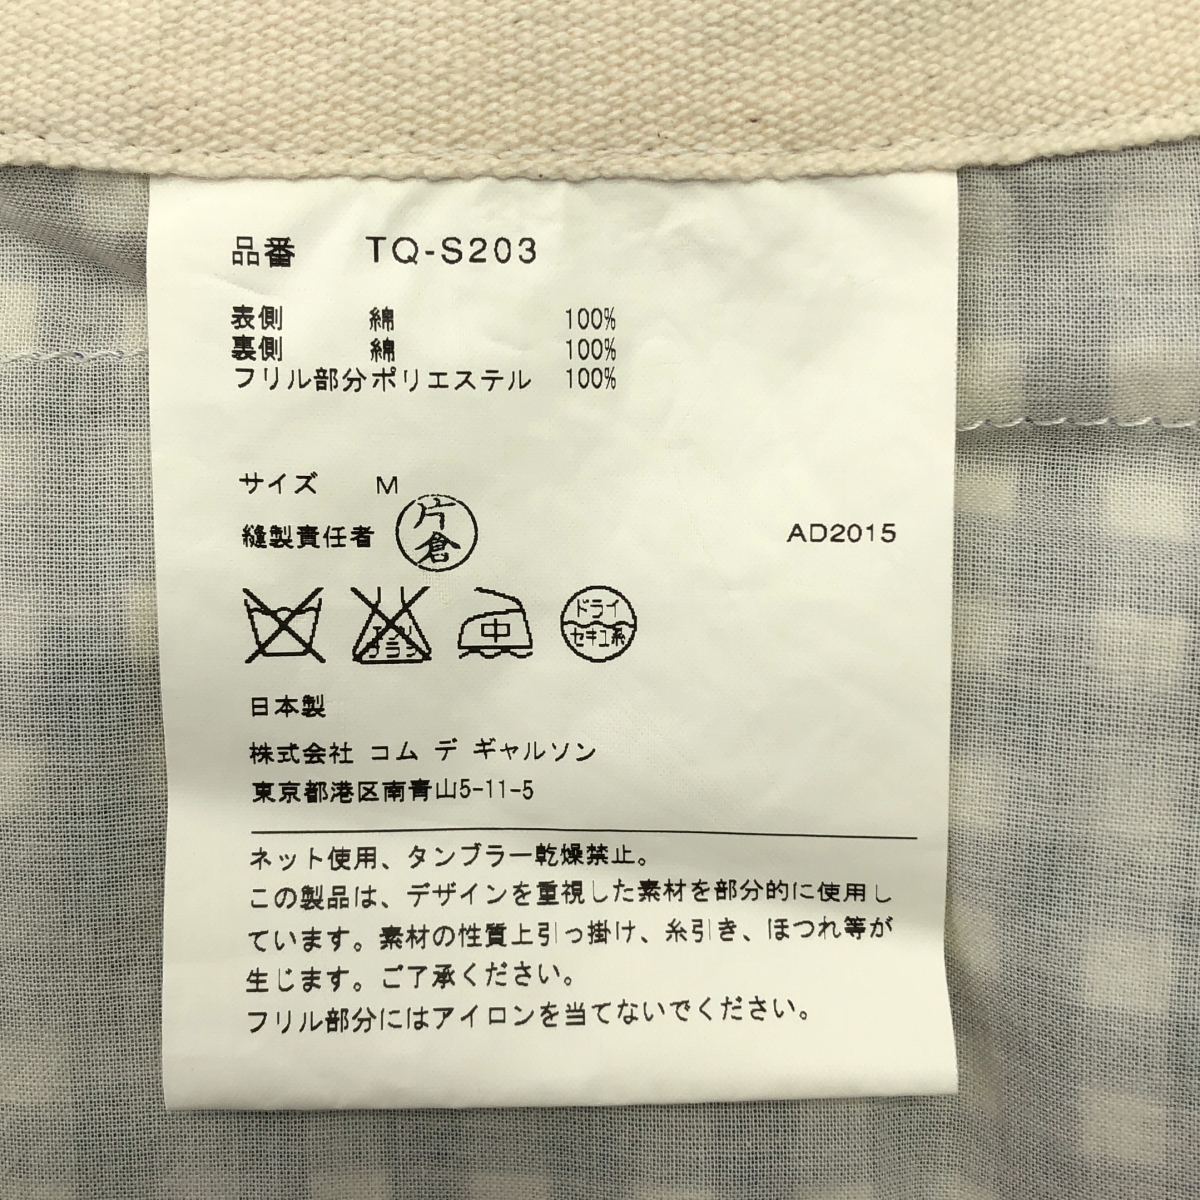 品番 TQ-S203
表側 綿 100%
裏側 綿 100%
フリル部分ポリエステル 100%
サイズ M
縫製責任者 片倉 AD2015
エンソ サラシ 中 ドライ セキユ系
日本製
株式会社 コム デ ギャルソン
東京都港区南青山5-11-5
ネット使用、タンブラー乾燥禁止。
この製品は、デザインを重視した素材を部分的に使用し
ています。素材の性質上引っ掛け、糸引き、ほつれ等が
生じます。ご了承ください。
フリル部分にはアイロンを当てないでください。